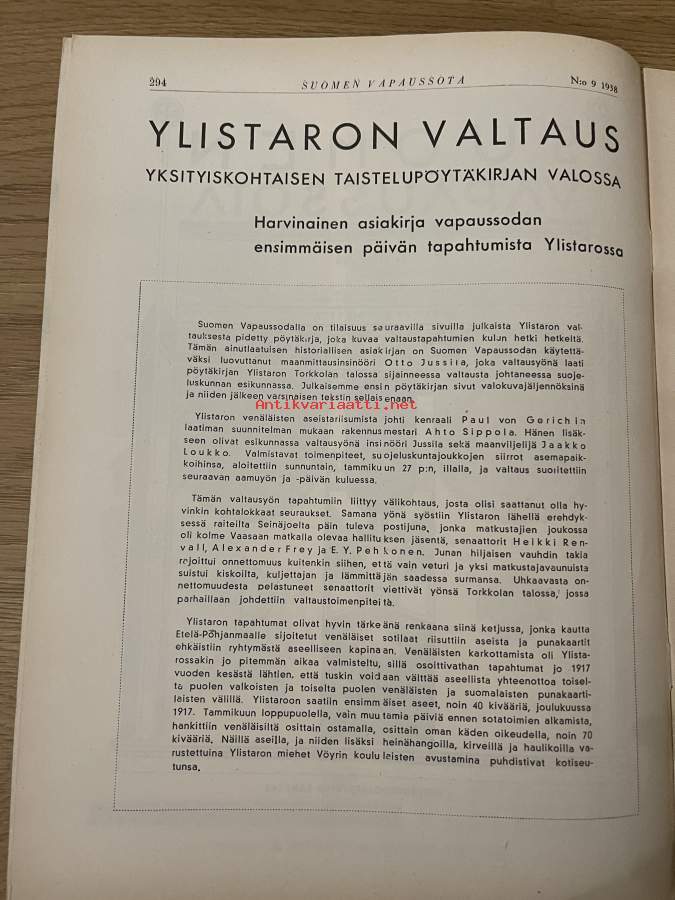 294
SUOMEN VAPAUSSOTA
N:o 9 1938
YLISTARON VALTAUS
YKSITYISKOHTAISEN TAISTELUPÖYTÄKIRJAN VALOSSA
Harvinainen asiakirja vapaussodan
ensimmäisen päivän tapahtumista Ylistarossa
Suomen Vapaussodalla on tilaisuus seuraavilla sivuilla julkaista Ylistaron val-
tauksesta pidetty pöytäkirja, joka kuvaa valtaustapahtumien kulun hetki hetkeltä.
Tämän ainutlaatuisen historiallisen asiakirjan on Suomen Vapaussodan käytettä-
väksi luovuttanut maanmittausinsinööri Otto Jussila, joka valtausyönä laati
pöytäkirjan Ylistaron Torkkolan talossa sijainneessa valtausta johtaneessa suoje-
luskunnan esikunnassa. Julkaisemme ensin pöytäkirjan sivut valokuvajäljennöksinä
ja niiden jälkeen varsinaisen tekstin sellaisenaan.
Antikvariaatti.net
Ylistaron venäläisten aseistariisumista johti kenraali Paul von Gerichin
laatiman suunnitelman mukaan rakennusmestari Ahto Sippola. Hänen lisäk-
seen olivat esikunnassa valtausyönä insinööri Jussila sekä maanviljelijä Jaakko
Loukko. Valmistavat toimenpiteet, suojeluskuntajoukkojen siirrot asemapaik-
koihinsa, aloitettiin sunnuntain, tammikuun 27 p:n, illalla, ja valtaus suoritettiin
seuraavan aamuyön ja -päivän kuluessa.
Tämän valtausyön tapahtumiin liittyy välikohtaus, josta olisi saattanut olla hy-
vinkin kohtalokkaat seuraukset. Samana yönä syöstiin Ylistaron lähellä erehdyk-
sessä raiteilta Seinäjoelta päin tuleva postijuna, jonka matkustajien joukossa
oli kolme Vaasaan matkalla olevaa hallituksen jäsentä, senaattorit Heikki Ren-
vall, Alexander Frey ja E. Y. Pehkonen. Junan hiljaisen vauhdin takia
rajoittui onnettomuus kuitenkin siihen, että vain veturi ja yksi matkustajavaunuista
suistui kiskoilta, kuljettajan ja lämmittäjän saadessa surmansa. Uhkaavasta on-
nettomuudesta pelastuneet senaattorit viettivät yönsä Torkkolan talossa, jossa
parhaillaan johdettiin valtaustoimenpiteitä.
Ylistaron tapahtumat olivat hyvin tärkeänä renkaana siinä ketjussa, jonka kautta
Etelä-Pohjanmaalle sijoitetut venäläiset sotilaat riisuttiin aseista ja punakaartit
ehkäistiin ryhtymästä aseelliseen kapinaan. Venäläisten karkottamista oli Ylista-
rossakin jo pitemmän aikaa valmisteltu, sillä osoittivathan tapahtumat jo 1917
vuoden kesästä lähtien, että tuskin voidaan välttää aseellista yhteenottoa toisel-
ta puolen valkoisten ja toiselta puolen venäläisten ja suomalaisten punakaarti-
laisten välillä. Ylistaroon saatiin ensimmäiset aseet, noin 40 kivääriä, joulukuussa
1917. Tammikuun loppupuolella, vain muutamia päiviä ennen sotatoimien alkamista,
hankittiin venäläisiltä osittain ostamalla, osittain oman käden oikeudella, noin 70
kivääriä. Näillä aseilla, ja niiden lisäksi heinähangoilla, kirveillä ja haulikoilla va-
rustettuina Ylistaron miehet Vöyrin koululaisten avustamina puhdistivat kotiseu-
tunsa.